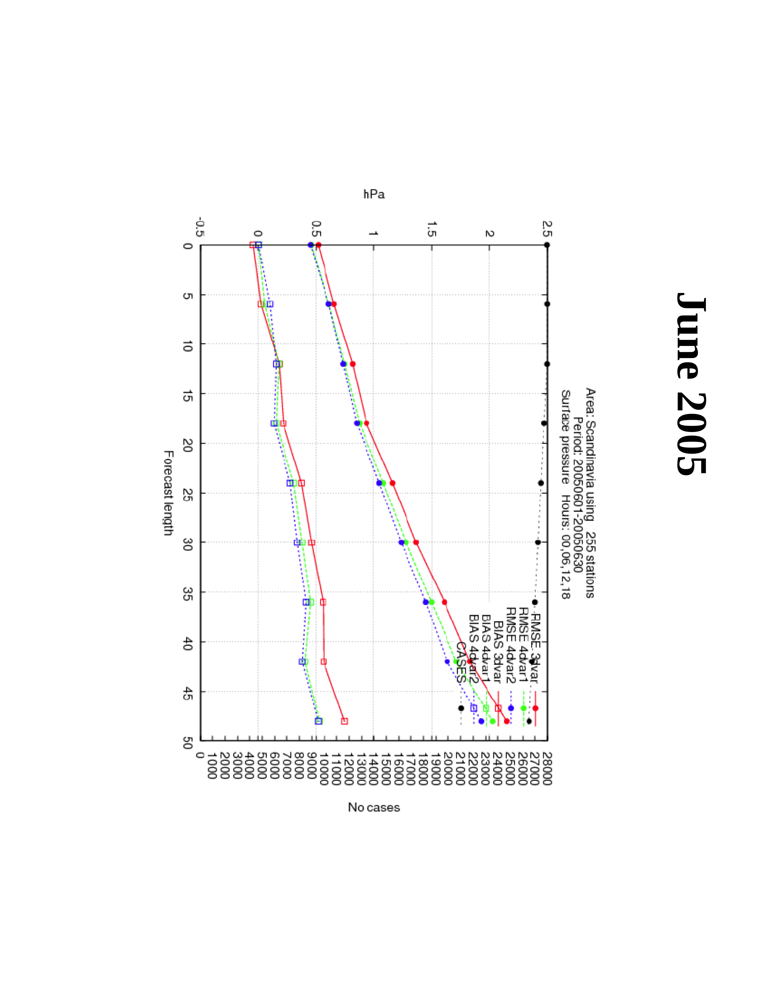 June 2005
Area: Scandinavia using 255 stations
Period: 20050601-20050630
Surface pressure Hours: 00,06,12,18
RMSE 3dvar
RMSE 4dvar1
RMSE 4dvar2
BIAS 3dvar
BIAS 4dvar1
BIAS 4dvar2
CASES
hPa
2.5
2
1.5
1
0.5
0
-0.5
0 5 10 15 20 25 30 35 40 45 50
Forecast length
28000
27000
26000
25000
24000
23000
22000
21000
20000
19000
18000
17000
16000
15000
14000
13000
12000
11000
10000
9000
8000
7000
6000
5000
4000
3000
2000
1000
0
No cases